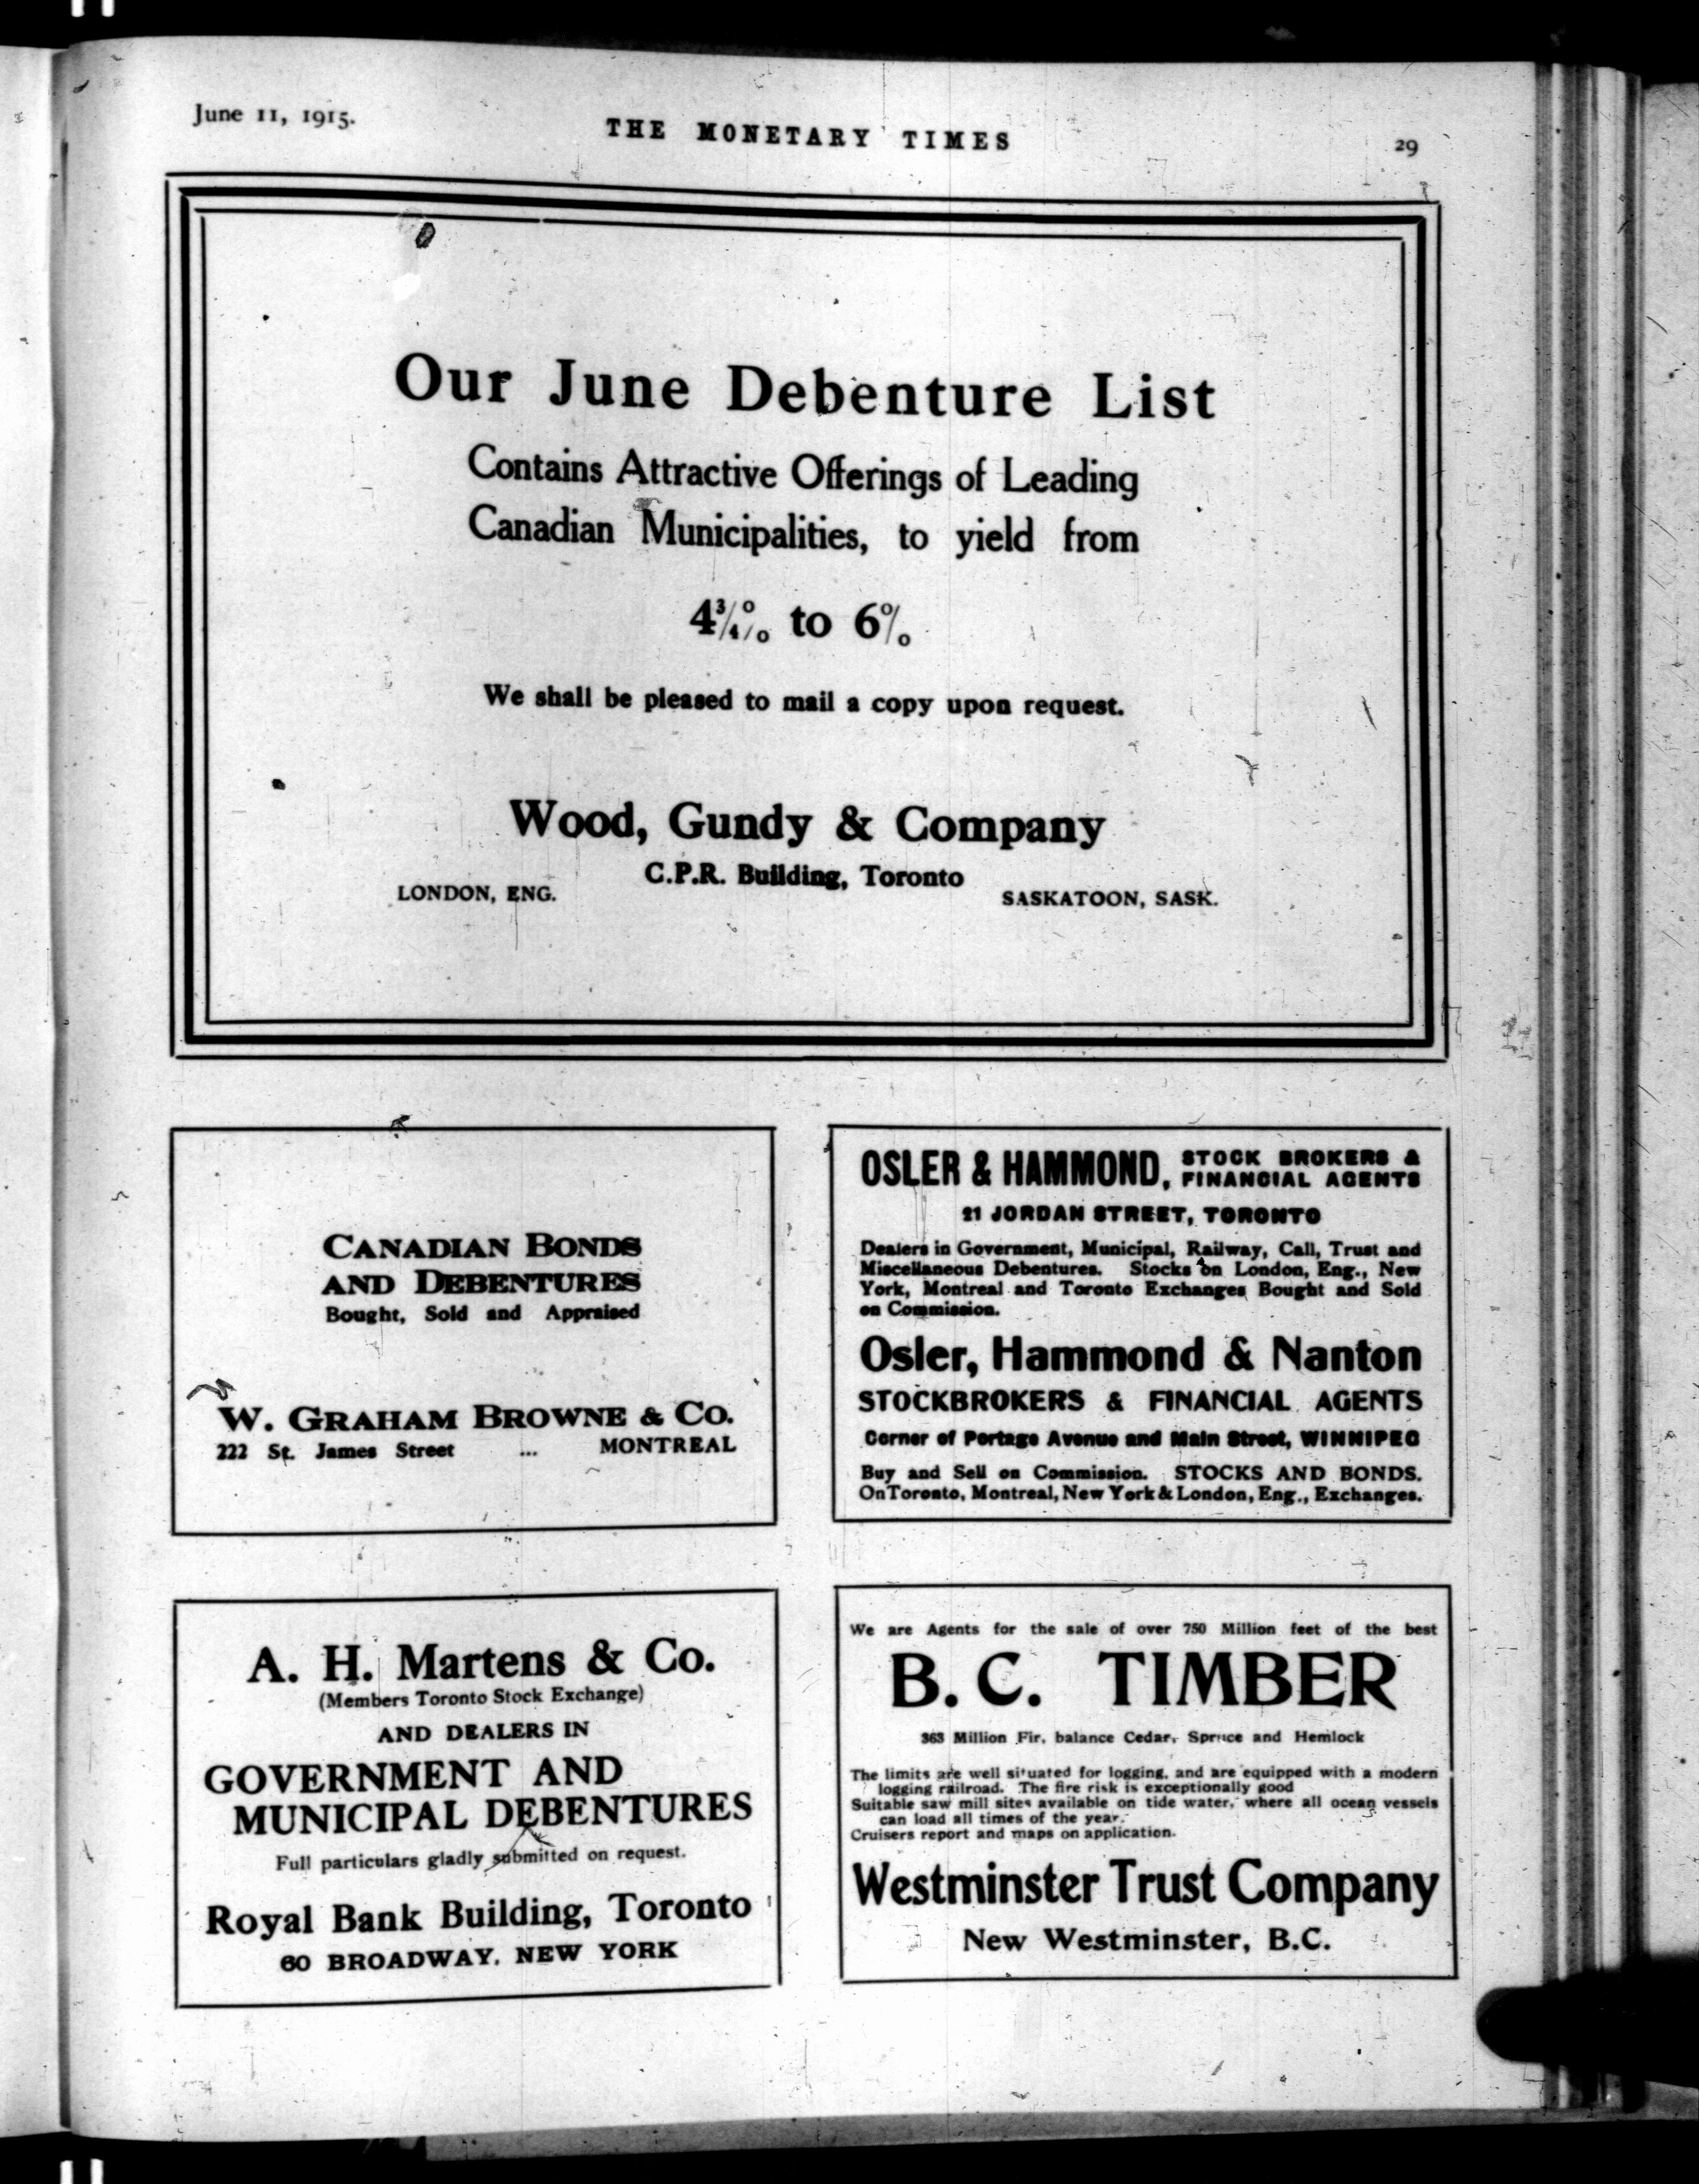 June 11, 1915.
THE MONETARY TIMES
29
Our June Debenture List
Contains Attractive Offerings of Leading
Canadian Municipalities, to yield from
4¾% to 6%
We shall be pleased to mail a copy upon request.
Wood, Gundy & Company
C.P.R. Building, Toronto
LONDON, ENG.
SASKATOON, SASK.
CANADIAN BONDS
AND DEBENTURES
Bought, Sold and Appraised
W. GRAHAM BROWNE & CO.
222 St. James Street ... MONTREAL
OSLER & HAMMOND, STOCK BROKERS &
FINANCIAL AGENTS
21 JORDAN STREET, TORONTO
Dealers in Government, Municipal, Railway, Call, Trust and
Miscellaneous Debentures. Stocks on London, Eng., New
York, Montreal and Toronto Exchanges Bought and Sold
on Commission.
Osler, Hammond & Nanton
STOCKBROKERS & FINANCIAL AGENTS
Corner of Portage Avenue and Main Street, WINNIPEG
Buy and Sell on Commission. STOCKS AND BONDS.
On Toronto, Montreal, New York & London, Eng., Exchanges.
A. H. Martens & Co.
(Members Toronto Stock Exchange)
AND DEALERS IN
GOVERNMENT AND
MUNICIPAL DEBENTURES
Full particulars gladly submitted on request.
Royal Bank Building, Toronto
60 BROADWAY, NEW YORK
We are Agents for the sale of over 750 Million feet of the best
B. C. TIMBER
363 Million Fir, balance Cedar, Spruce and Hemlock
The limits are well situated for logging, and are equipped with a modern
logging railroad. The fire risk is exceptionally good
Suitable saw mill sites available on tide water, where all ocean vessels
can load all times of the year.
Cruisers report and maps on application.
Westminster Trust Company
New Westminster, B.C.